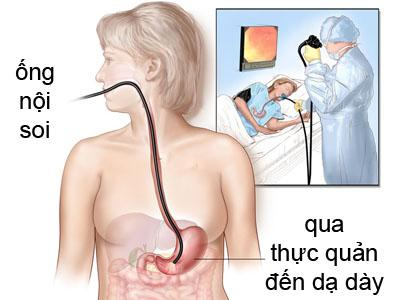 ống
nội
soi
qua
thực quản
đến dạ dày